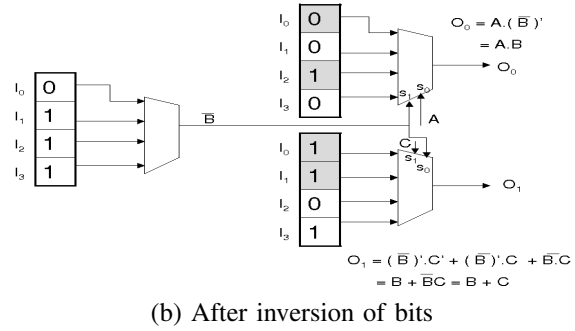 I₀ 0
I₁ 1
I₂ 1
I₃ 1
B̅
I₀ 0
I₁ 0
I₂ 1
I₃ 0
S₁ S₀
O₀ = A.(B̅)'
= A.B
O₀
A
C
I₀ 1
I₁ 1
I₂ 0
I₃ 1
S₁ S₀
O₁
O₁ = (B̅)'.C' + (B̅)'.C + B̅.C
= B + B̅C = B + C
(b) After inversion of bits